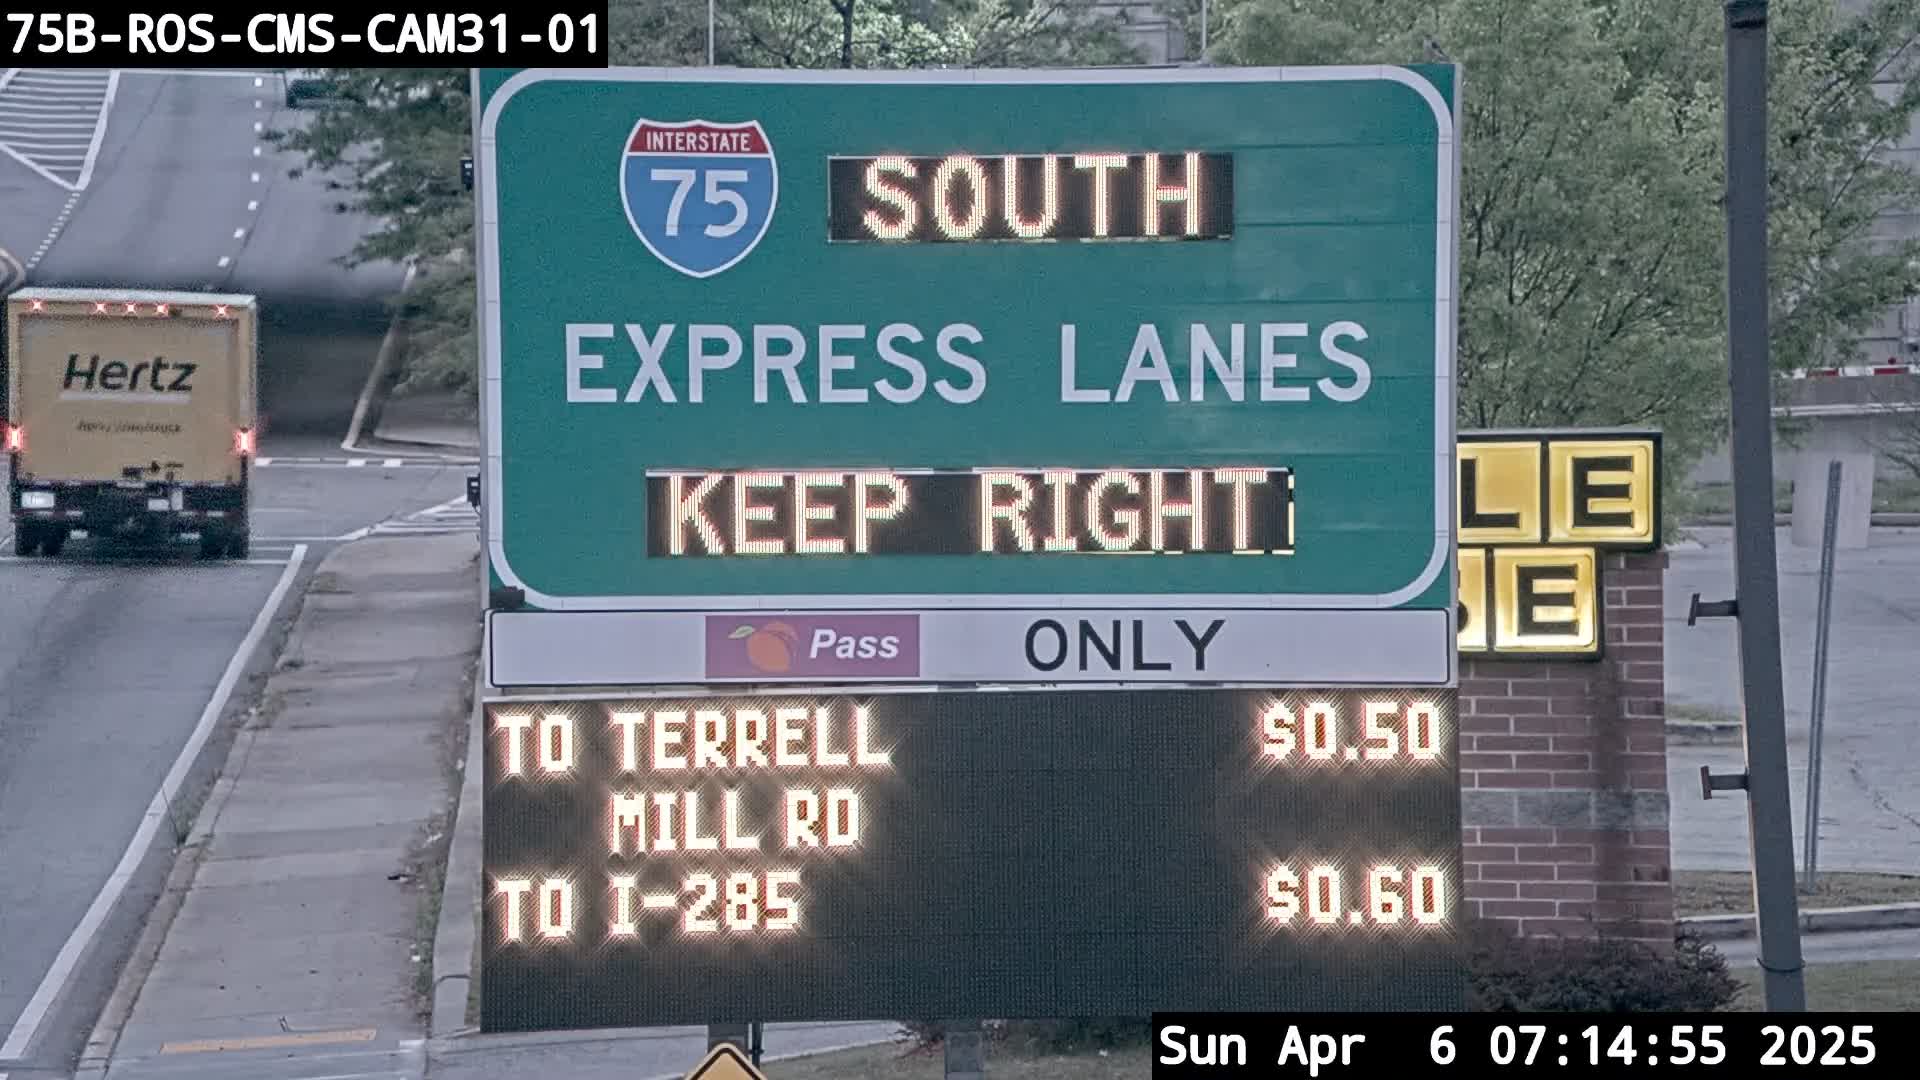 75B-ROS-CMS-CAM31-01
INTERSTATE
75
SOUTH
EXPRESS LANES
KEEP RIGHT
Pass ONLY
TO TERRELL $0.50
MILL RD
TO I-285 $0.60
Hertz
LE
E
Sun Apr 6 07:14:55 2025